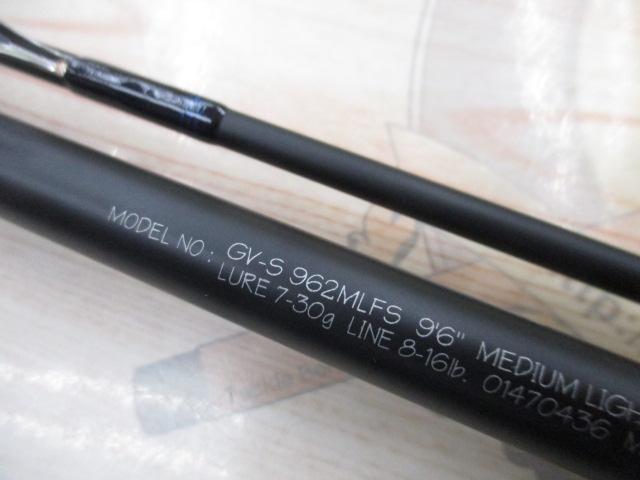 MODEL NO : GV-S 962MLFS 9'6" MEDIUM LIGH
LURE 7-30g LINE 8-16lb. 01470436